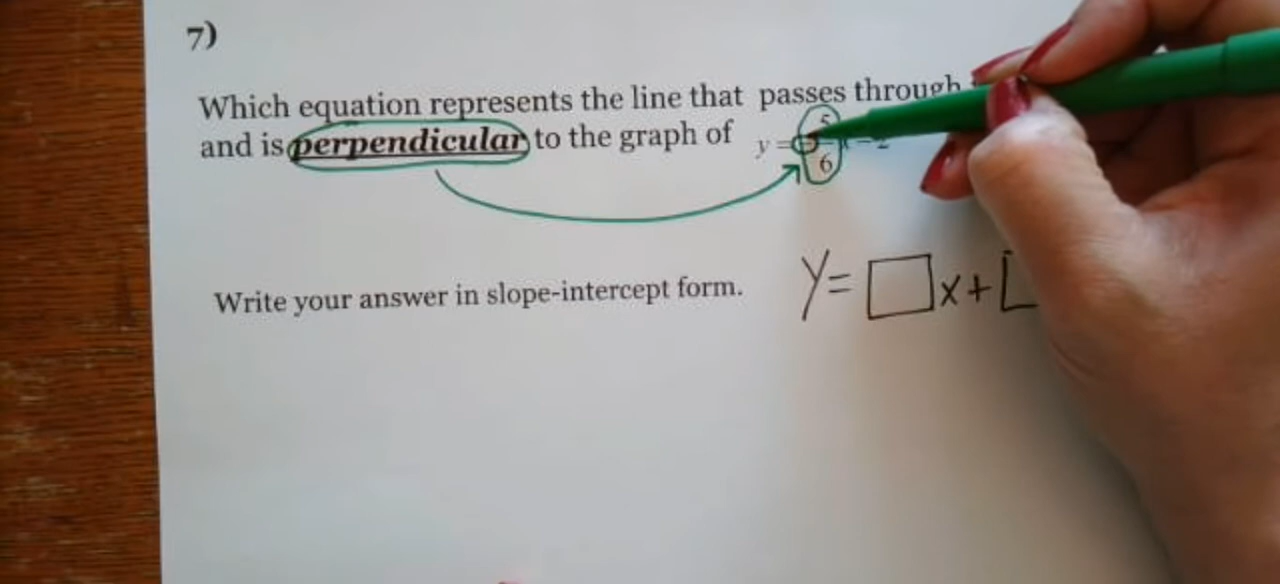 7)
Which equation represents the line that passes through
and is perpendicular to the graph of y = 5/6
Write your answer in slope-intercept form. y = □x + □